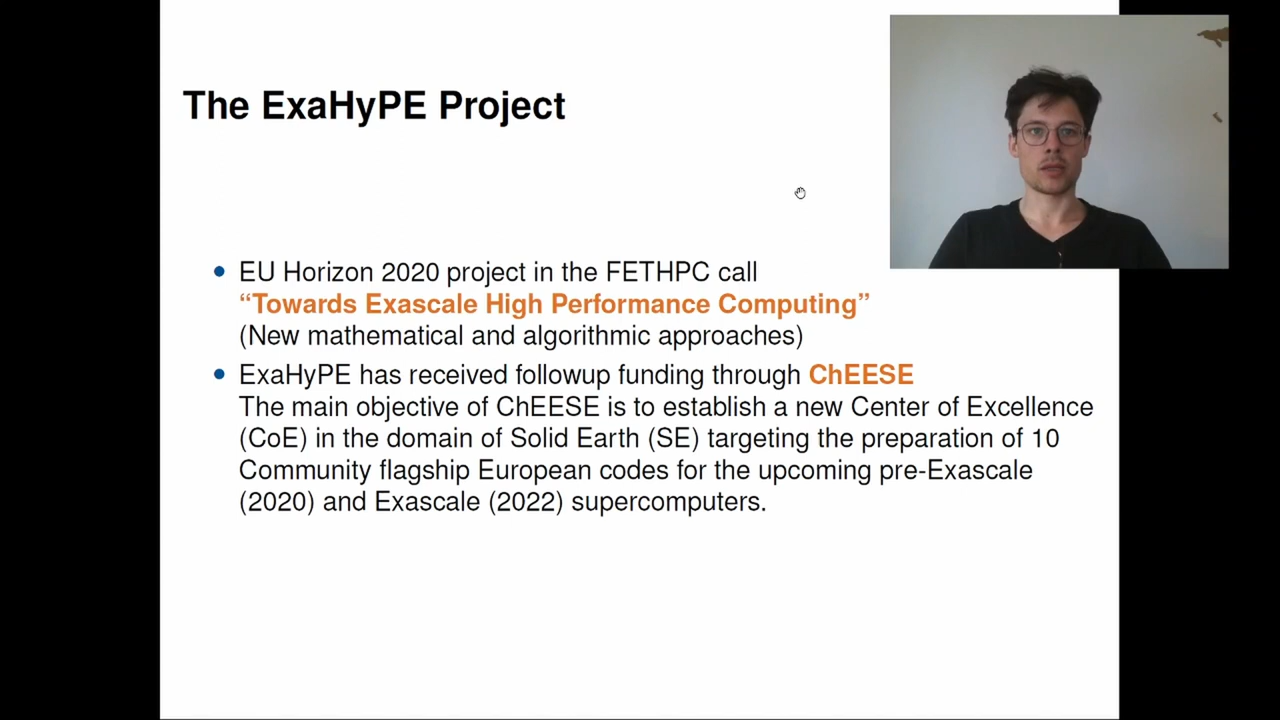 The ExaHyPE Project
EU Horizon 2020 project in the FETHPC call
“Towards Exascale High Performance Computing”
(New mathematical and algorithmic approaches)
ExaHyPE has received followup funding through ChEESE
The main objective of ChEESE is to establish a new Center of Excellence
(CoE) in the domain of Solid Earth (SE) targeting the preparation of 10
Community flagship European codes for the upcoming pre-Exascale
(2020) and Exascale (2022) supercomputers.